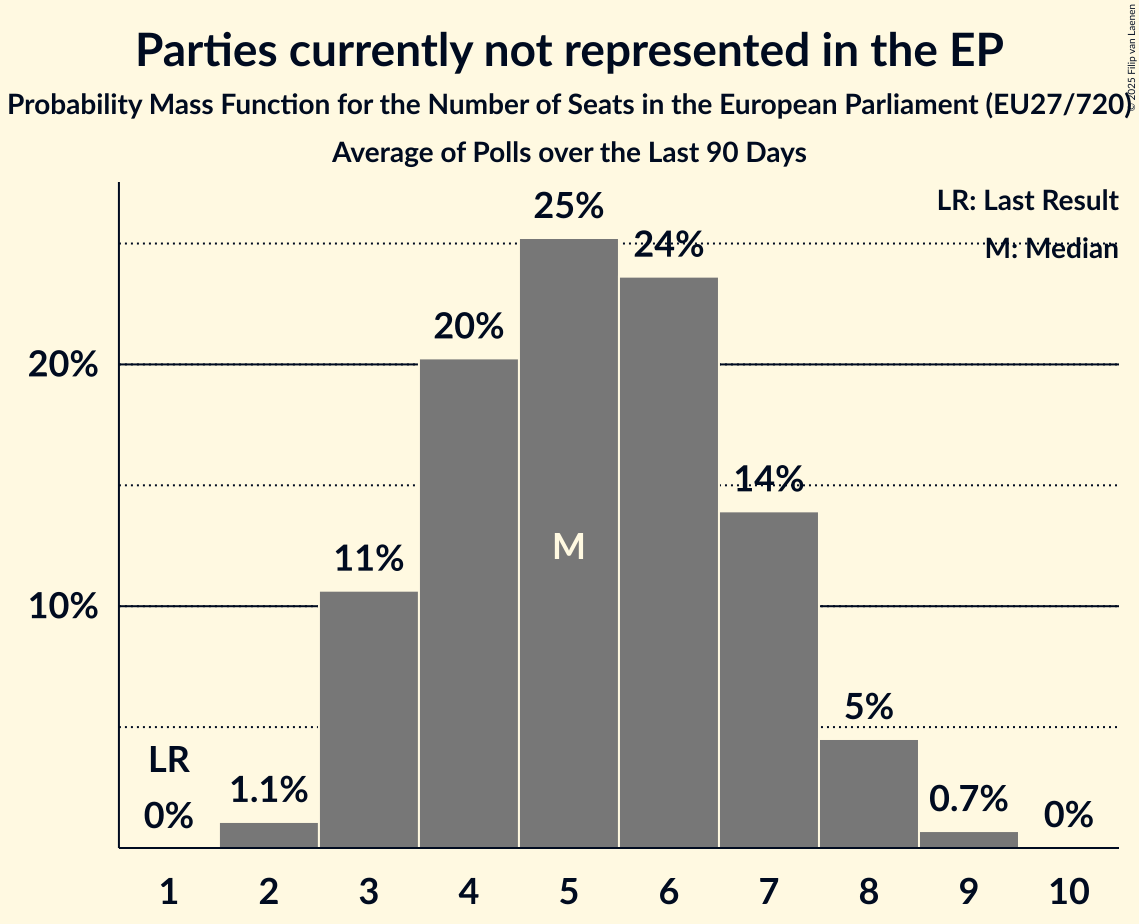 Parties currently not represented in the EP
Probability Mass Function for the Number of Seats in the European Parliament (EU27/720)
Average of Polls over the Last 90 Days
© 2025 Filip van Laenen
LR: Last Result
M: Median
25%
24%
20%
20%
14%
M
11%
10%
5%
LR
1.1%
0.7%
0%
0%
1 2 3 4 5 6 7 8 9 10